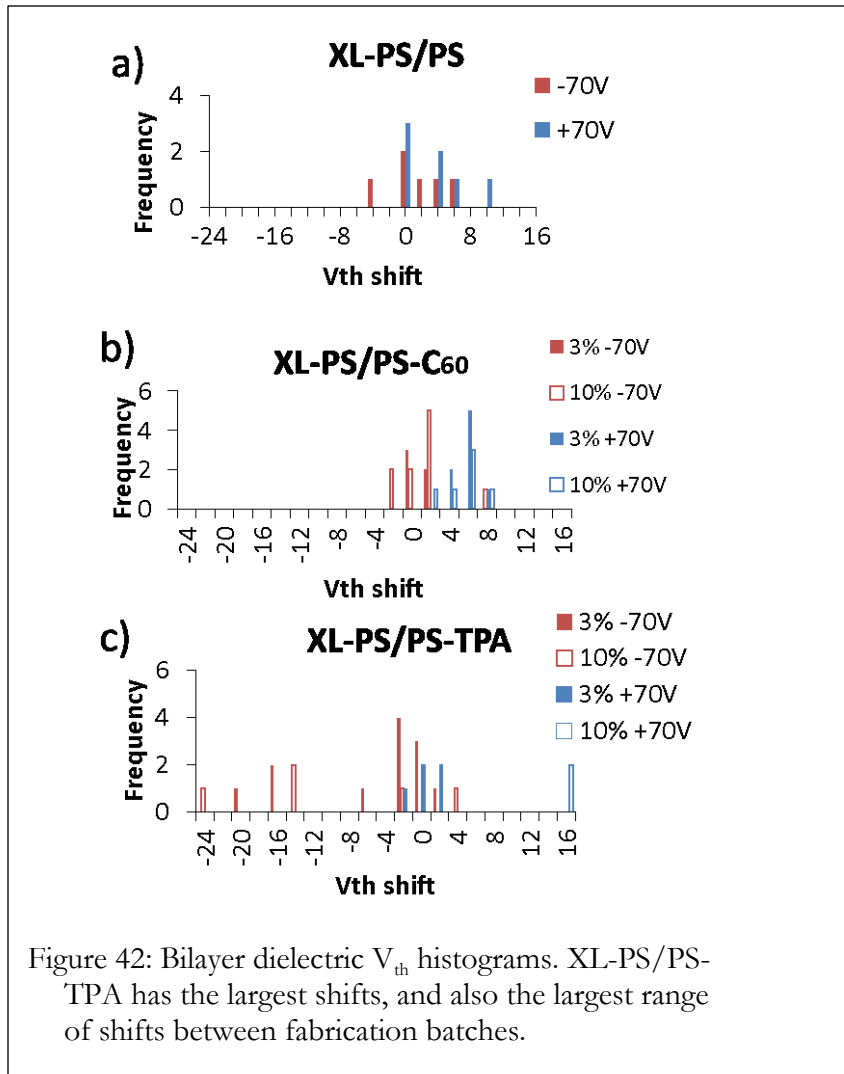 a)
XL-PS/PS
-70V
+70V
Frequency
4
2
0
-24 -16 -8 0 8 16
Vth shift
b)
XL-PS/PS-C60
3% -70V
10% -70V
3% +70V
10% +70V
Frequency
6
4
2
0
-24 -20 -16 -12 -8 -4 0 4 8 12 16
Vth shift
c)
XL-PS/PS-TPA
3% -70V
10% -70V
3% +70V
10% +70V
Frequency
6
4
2
0
-24 -20 -16 -12 -8 -4 0 4 8 12 16
Vth shift
Figure 42: Bilayer dielectric Vth histograms. XL-PS/PS-
TPA has the largest shifts, and also the largest range
of shifts between fabrication batches.